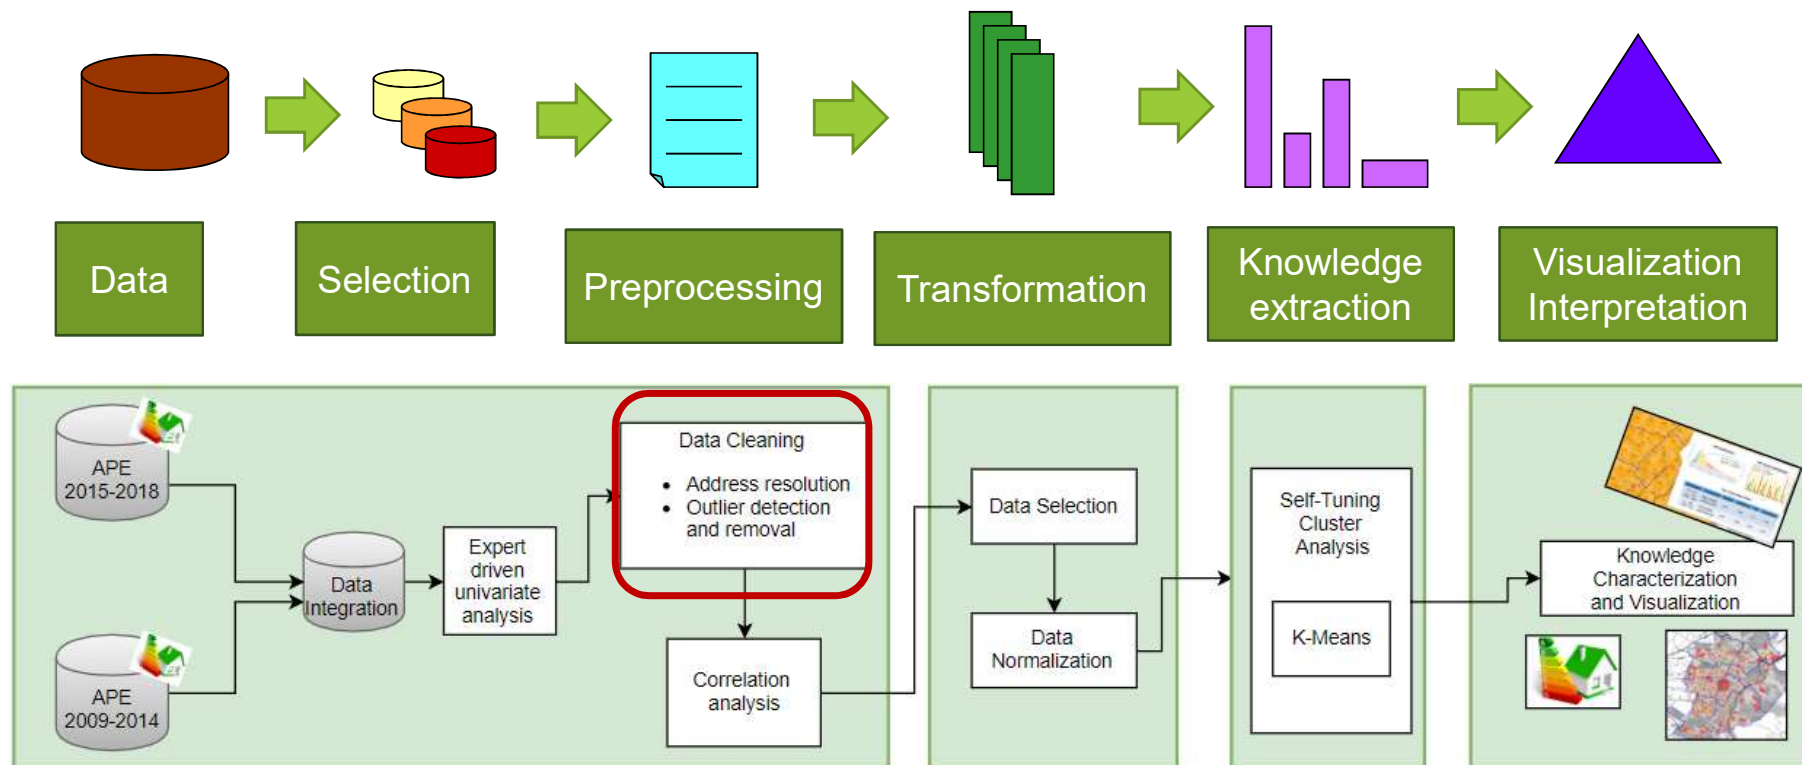 Data
Selection
Preprocessing
Transformation
Knowledge
extraction
Visualization
Interpretation
APE
2015-2018
APE
2009-2014
Data
Integration
Expert
driven
univariate
analysis
Data Cleaning
• Address resolution
• Outlier detection
and removal
Correlation
analysis
Data Selection
Data
Normalization
Self-Tuning
Cluster
Analysis
K-Means
Knowledge
Characterization
and Visualization